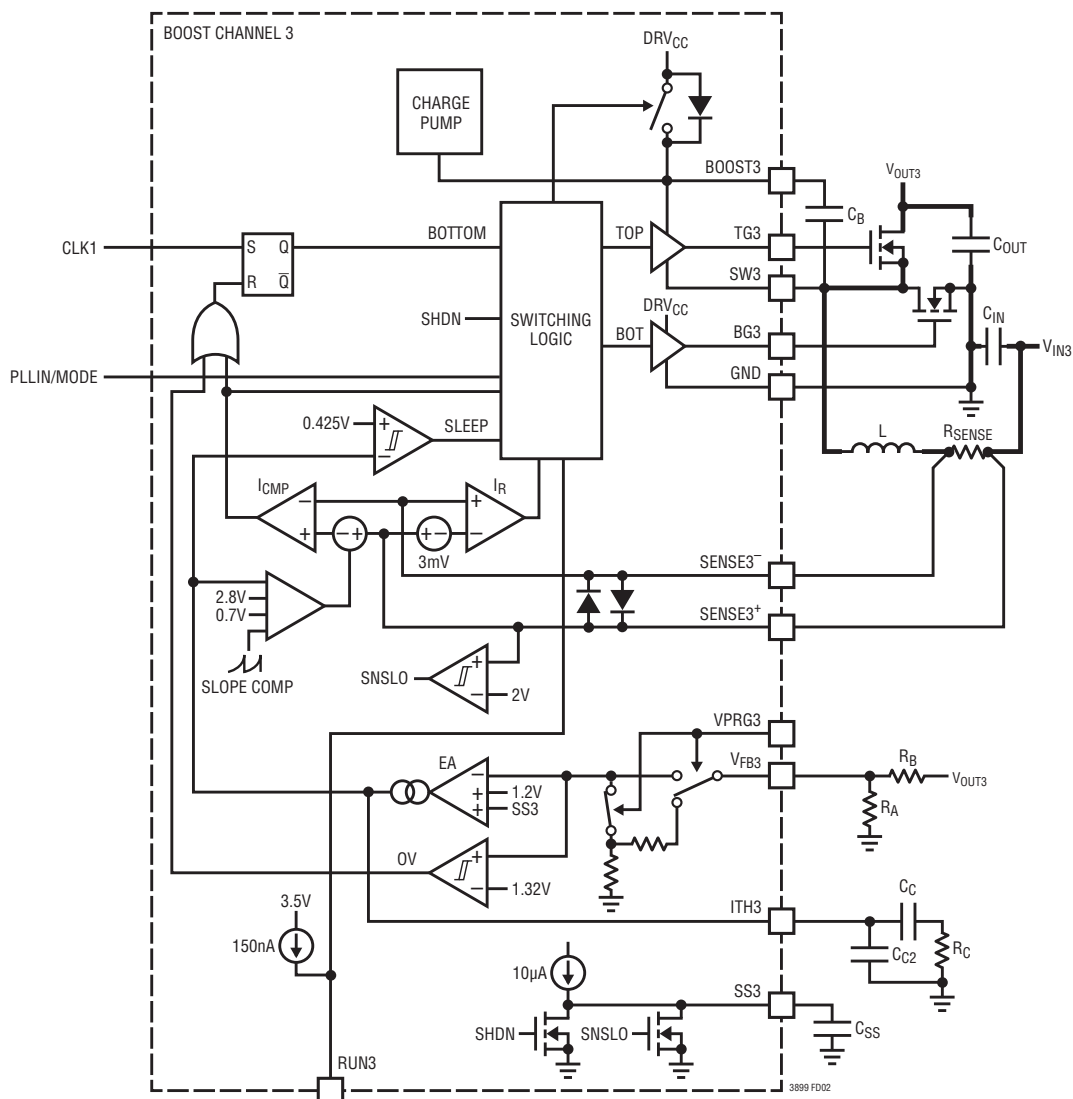 BOOST CHANNEL 3
DRVCC
CHARGE
PUMP
BOOST3
VOUT3
CB
CLK1
S
Q
BOTTOM
TOP
TG3
COUT
R
Q̅
SW3
SHDN
SWITCHING
LOGIC
DRVCC
CIN
BOT
BG3
VIN3
PLLIN/MODE
GND
0.425V
+
−
SLEEP
L
RSENSE
ICMP
−
+
− +
+ −
3mV
IR
+
−
SENSE3−
2.8V
0.7V
SENSE3+
SLOPE COMP
SNSLO
+
−
2V
VPRG3
EA
−
+
+
1.2V
SS3
VFB3
RB
VOUT3
RA
OV
+
−
1.32V
3.5V
150nA
ITH3
CC
CC2
RC
10µA
SS3
SHDN
SNSLO
CSS
RUN3
3899 FD02